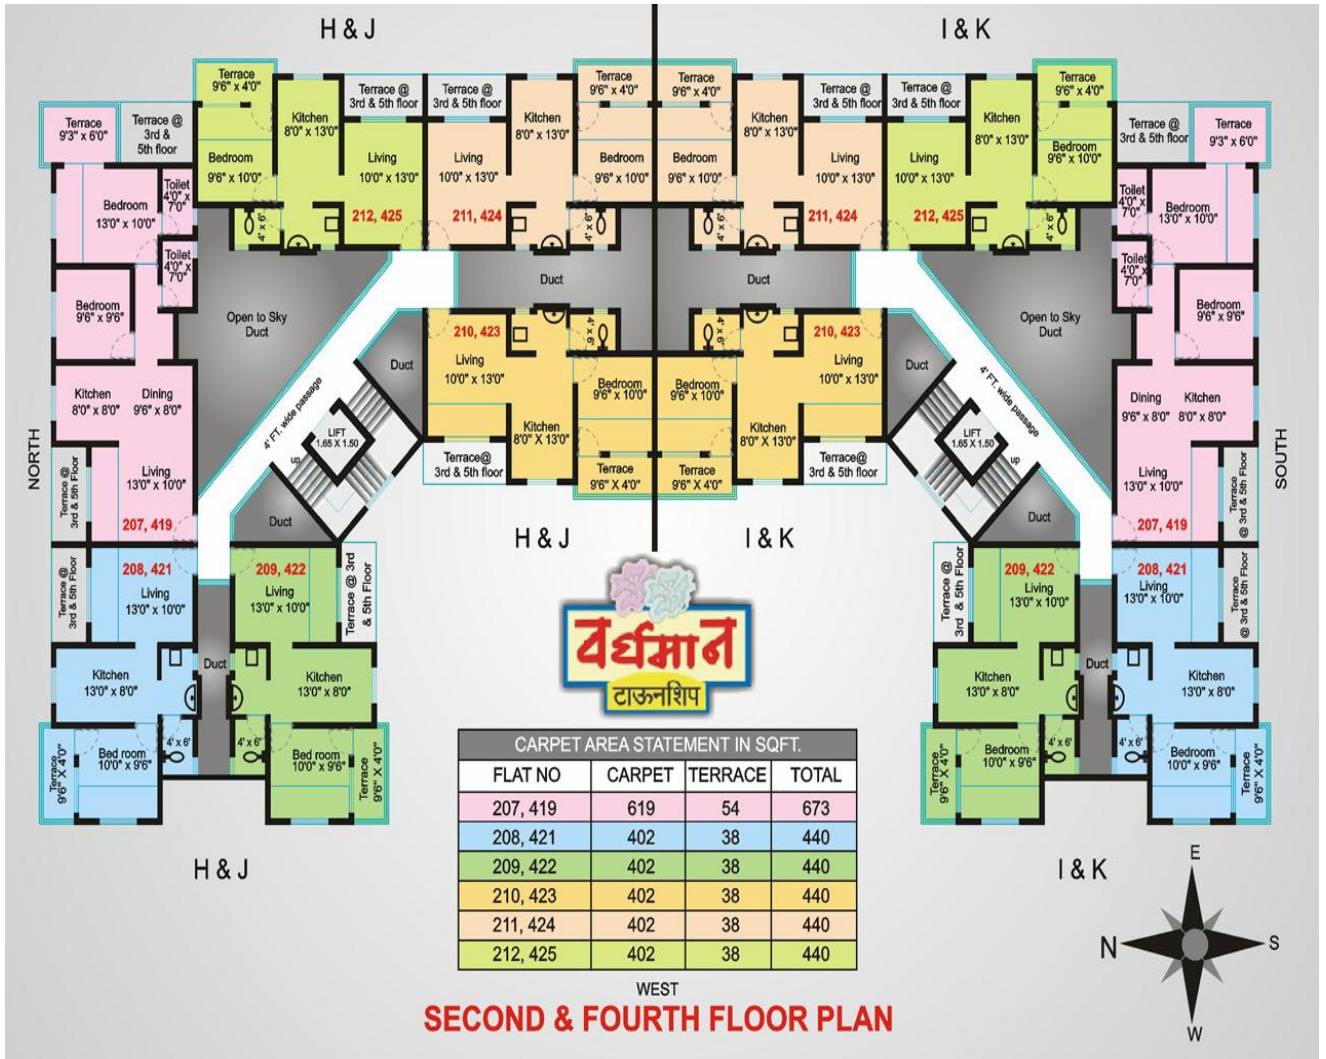 H & J
I & K
Terrace
9'6" x 4'0"
Kitchen
8'0" x 13'0"
Terrace @
3rd & 5th floor
Terrace @
3rd & 5th floor
Kitchen
8'0" x 13'0"
Terrace
9'6" x 4'0"
Terrace
9'6" x 4'0"
Kitchen
8'0" x 13'0"
Terrace @
3rd & 5th floor
Terrace @
3rd & 5th floor
Kitchen
8'0" x 13'0"
Terrace
9'6" x 4'0"
Terrace
9'3" x 6'0"
Terrace @
3rd &
5th floor
Bedroom
9'6" x 10'0"
Living
10'0" x 13'0"
Living
10'0" x 13'0"
Bedroom
9'6" x 10'0"
Bedroom
9'6" x 10'0"
Living
10'0" x 13'0"
Living
10'0" x 13'0"
Bedroom
9'6" x 10'0"
Terrace @
3rd & 5th floor
Terrace
9'3" x 6'0"
Bedroom
13'0" x 10'0"
Toilet
4'0" x
7'0"
4' x 6'
212, 425
211, 424
4' x 6'
4' x 6'
211, 424
212, 425
4' x 6'
Toilet
4'0" x
7'0"
Bedroom
13'0" x 10'0"
Toilet
4'0" x
7'0"
Duct
Duct
Toilet
4'0" x
7'0"
Bedroom
9'6" x 9'6"
Open to Sky
Duct
210, 423
4' x 6'
4' x 6'
210, 423
Open to Sky
Duct
Bedroom
9'6" x 9'6"
Duct
Living
10'0" x 13'0"
Bedroom
9'6" x 10'0"
Bedroom
9'6" x 10'0"
Living
10'0" x 13'0"
Duct
Kitchen
8'0" x 8'0"
Dining
9'6" x 8'0"
4' FT. wide passage
LIFT
1.65 X 1.50
up
Kitchen
8'0" X 13'0"
Kitchen
8'0" X 13'0"
LIFT
1.65 X 1.50
up
4' FT. wide passage
Dining
9'6" x 8'0"
Kitchen
8'0" x 8'0"
NORTH
Terrace @
3rd & 5th Floor
Living
13'0" x 10'0"
207, 419
Duct
Terrace@
3rd & 5th floor
Terrace
9'6" X 4'0"
Terrace
9'6" X 4'0"
Terrace@
3rd & 5th floor
Duct
Living
13'0" x 10'0"
207, 419
Terrace
@ 3rd & 5th Floor
SOUTH
H & J
I & K
Terrace @
3rd & 5th Floor
208, 421
Living
13'0" x 10'0"
209, 422
Living
13'0" x 10'0"
Terrace @ 3rd
& 5th Floor
Terrace @
3rd & 5th Floor
209, 422
Living
13'0" x 10'0"
208, 421
Living
13'0" x 10'0"
Terrace
@ 3rd & 5th Floor
वर्धमान
टाऊनशिप
Kitchen
13'0" x 8'0"
Duct
Kitchen
13'0" x 8'0"
Kitchen
13'0" x 8'0"
Duct
Kitchen
13'0" x 8'0"
Terrace
9'6" X 4'0"
Bed room
10'0" x 9'6"
4' x 6'
4' x 6'
Bed room
10'0" x 9'6"
Terrace
9'6" X 4'0"
Terrace
9'6" X 4'0"
Bedroom
10'0" x 9'6"
4' x 6'
4' x 6'
Bedroom
10'0" x 9'6"
Terrace
9'6" X 4'0"
H & J
I & K
CARPET AREA STATEMENT IN SQFT.
FLAT NO CARPET TERRACE TOTAL
207, 419 619 54 673
208, 421 402 38 440
209, 422 402 38 440
210, 423 402 38 440
211, 424 402 38 440
212, 425 402 38 440
E
N
S
W
WEST
SECOND & FOURTH FLOOR PLAN